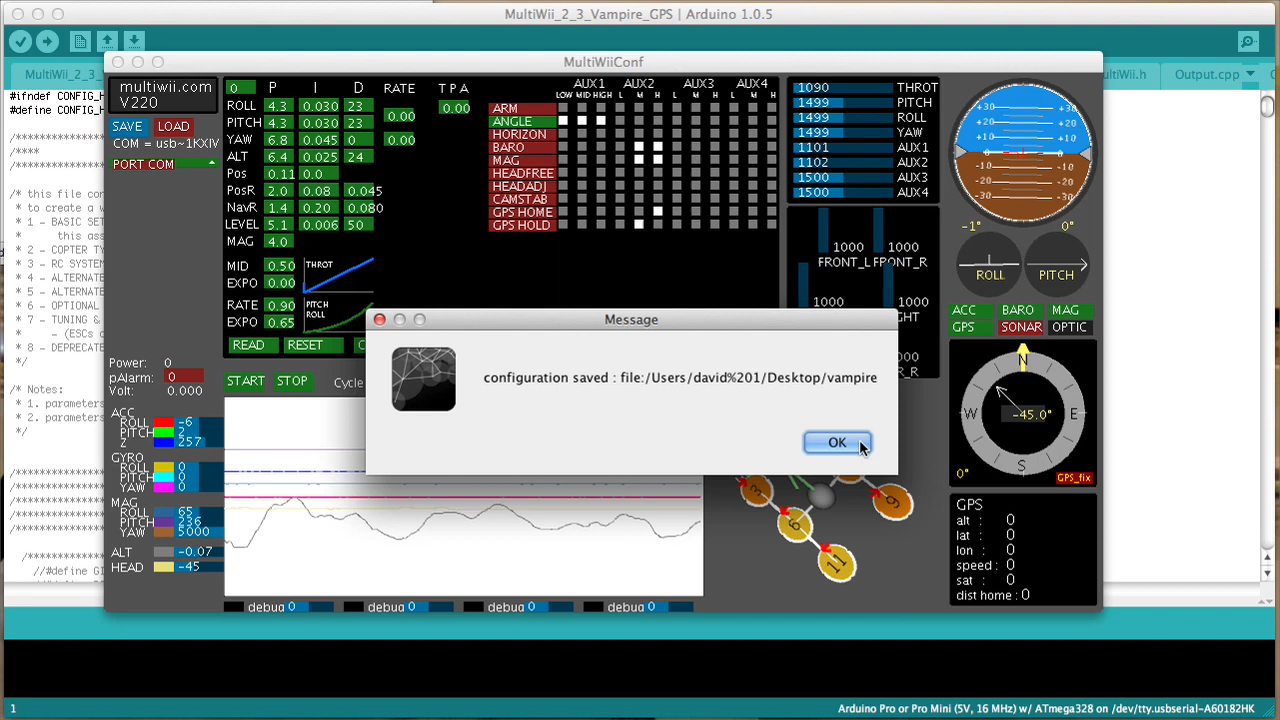 MultiWii_2_3_Vampire_GPS | Arduino 1.0.5
MultiWii_2_3_
ultiWii.h
Output.cpp
#ifndef CONFIG_H
#define CONFIG_H
/* this file con
to create a w
* 1 - BASIC SET
this ass
* 2 - COPTER TY
* 3 - RC SYSTEM
* 4 - ALTERNATE
* 5 - ALTERNATE
* 6 - OPTIONAL
* 7 - TUNING &
- (ESCs
* 8 - DEPRECATE
*/
/* Notes:
* 1. parameters
* 2. parameters
*/
//#define GI
MultiWiiConf
multiwii.com
V220
SAVE LOAD
COM = usb~1KXIV
PORT COM
0 P I D RATE T P A
ROLL 4.3 0.030 23 0.00 0.00
PITCH 4.3 0.030 23
YAW 6.8 0.045 0 0.00
ALT 6.4 0.025 24
Pos 0.11 0.0
PosR 2.0 0.08 0.045
NavR 1.4 0.20 0.080
LEVEL 5.1 0.006 50
MAG 4.0
MID 0.50 THROT
EXPO 0.00
RATE 0.90 PITCH
ROLL
EXPO 0.65
READ RESET
AUX1 AUX2 AUX3 AUX4
LOW MID HIGH L M H L M H L M H
ARM
ANGLE
HORIZON
BARO
MAG
HEADFREE
HEADADJ
CAMSTAB
GPS HOME
GPS HOLD
1090 THROT
1499 PITCH
1499 ROLL
1499 YAW
1101 AUX1
1102 AUX2
1500 AUX3
1500 AUX4
1000 1000
FRONT_L FRONT_R
1000 1000
GHT
R_R
+30 +30
+20 +20
+10 +10
-10 -10
-20 -20
-30 -30
-1° 0°
ROLL PITCH
ACC BARO MAG
GPS SONAR OPTIC
N
W -45.0° E
S
0° GPS_fix
GPS
alt : 0
lat : 0
lon : 0
speed : 0
sat : 0
dist home : 0
Power: 0
pAlarm: 0
Volt: 0.000
START STOP Cycle
ACC
ROLL -6
PITCH 2
Z 257
GYRO
ROLL 0
PITCH 0
YAW 0
MAG
ROLL 65
PITCH 236
YAW 5000
ALT -0.07
HEAD -45
debug 0 debug 0 debug 0 debug 0
3
9
6
11
Message
configuration saved : file:/Users/david%201/Desktop/vampire
OK
1
Arduino Pro or Pro Mini (5V, 16 MHz) w/ ATmega328 on /dev/tty.usbserial-A60182HK